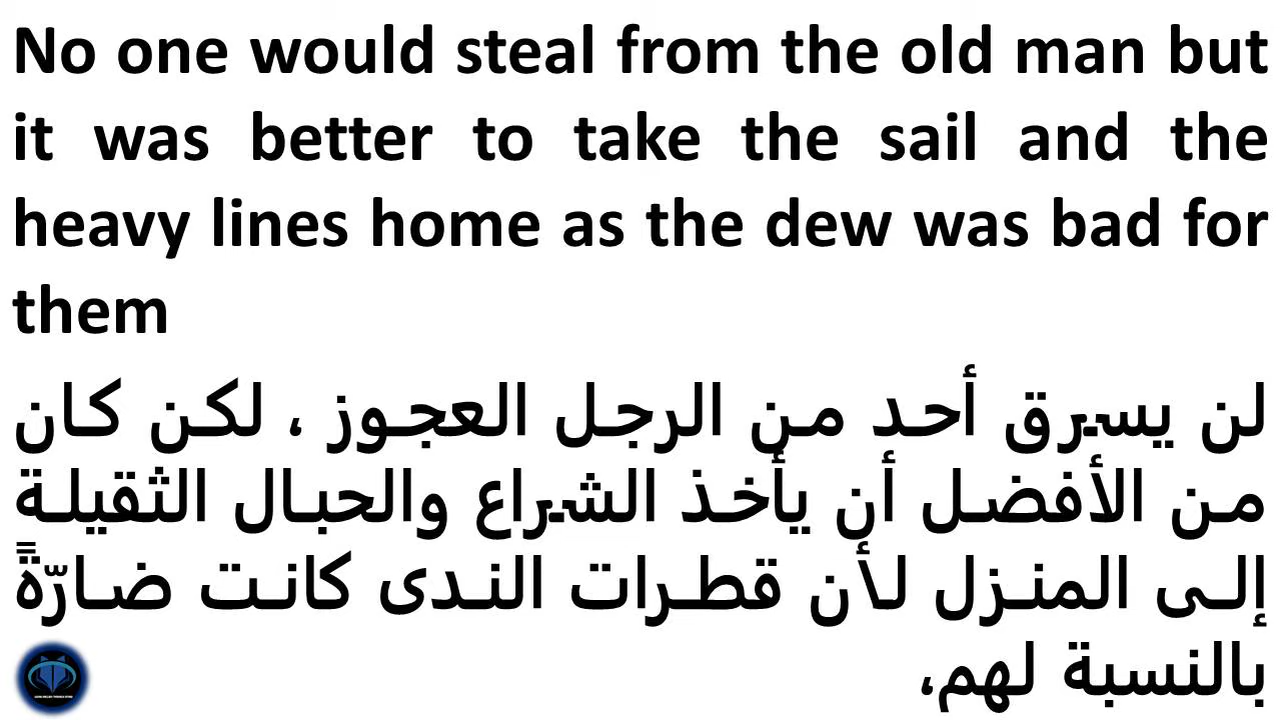 No one would steal from the old man but
it was better to take the sail and the
heavy lines home as the dew was bad for
them
لن يسرق أحد من الرجل العجوز ، لكن كان
من الأفضل أن يأخذ الشراع والحبال الثقيلة
إلى المنزل لأن قطرات الندى كانت ضارّةً
بالنسبة لهم،